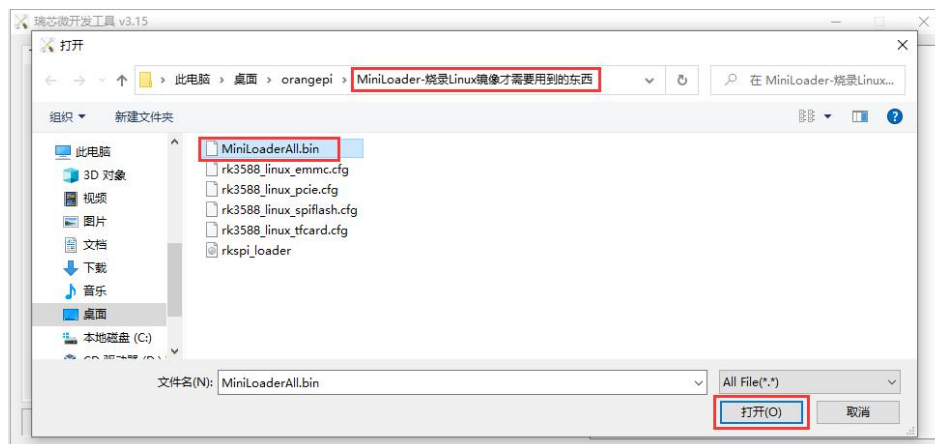 瑞芯微开发工具 v3.15
打开
此电脑 › 桌面 › orangepi › MiniLoader-烧录Linux镜像才需要用到的东西
在 MiniLoader-烧录Linux...
组织
新建文件夹
此电脑
3D 对象
视频
图片
文档
下载
音乐
桌面
本地磁盘 (C:)
MiniLoaderAll.bin
rk3588_linux_emmc.cfg
rk3588_linux_pcie.cfg
rk3588_linux_spiflash.cfg
rk3588_linux_tfcard.cfg
rkspi_loader
文件名(N): MiniLoaderAll.bin
All File(*.*)
打开(O)
取消